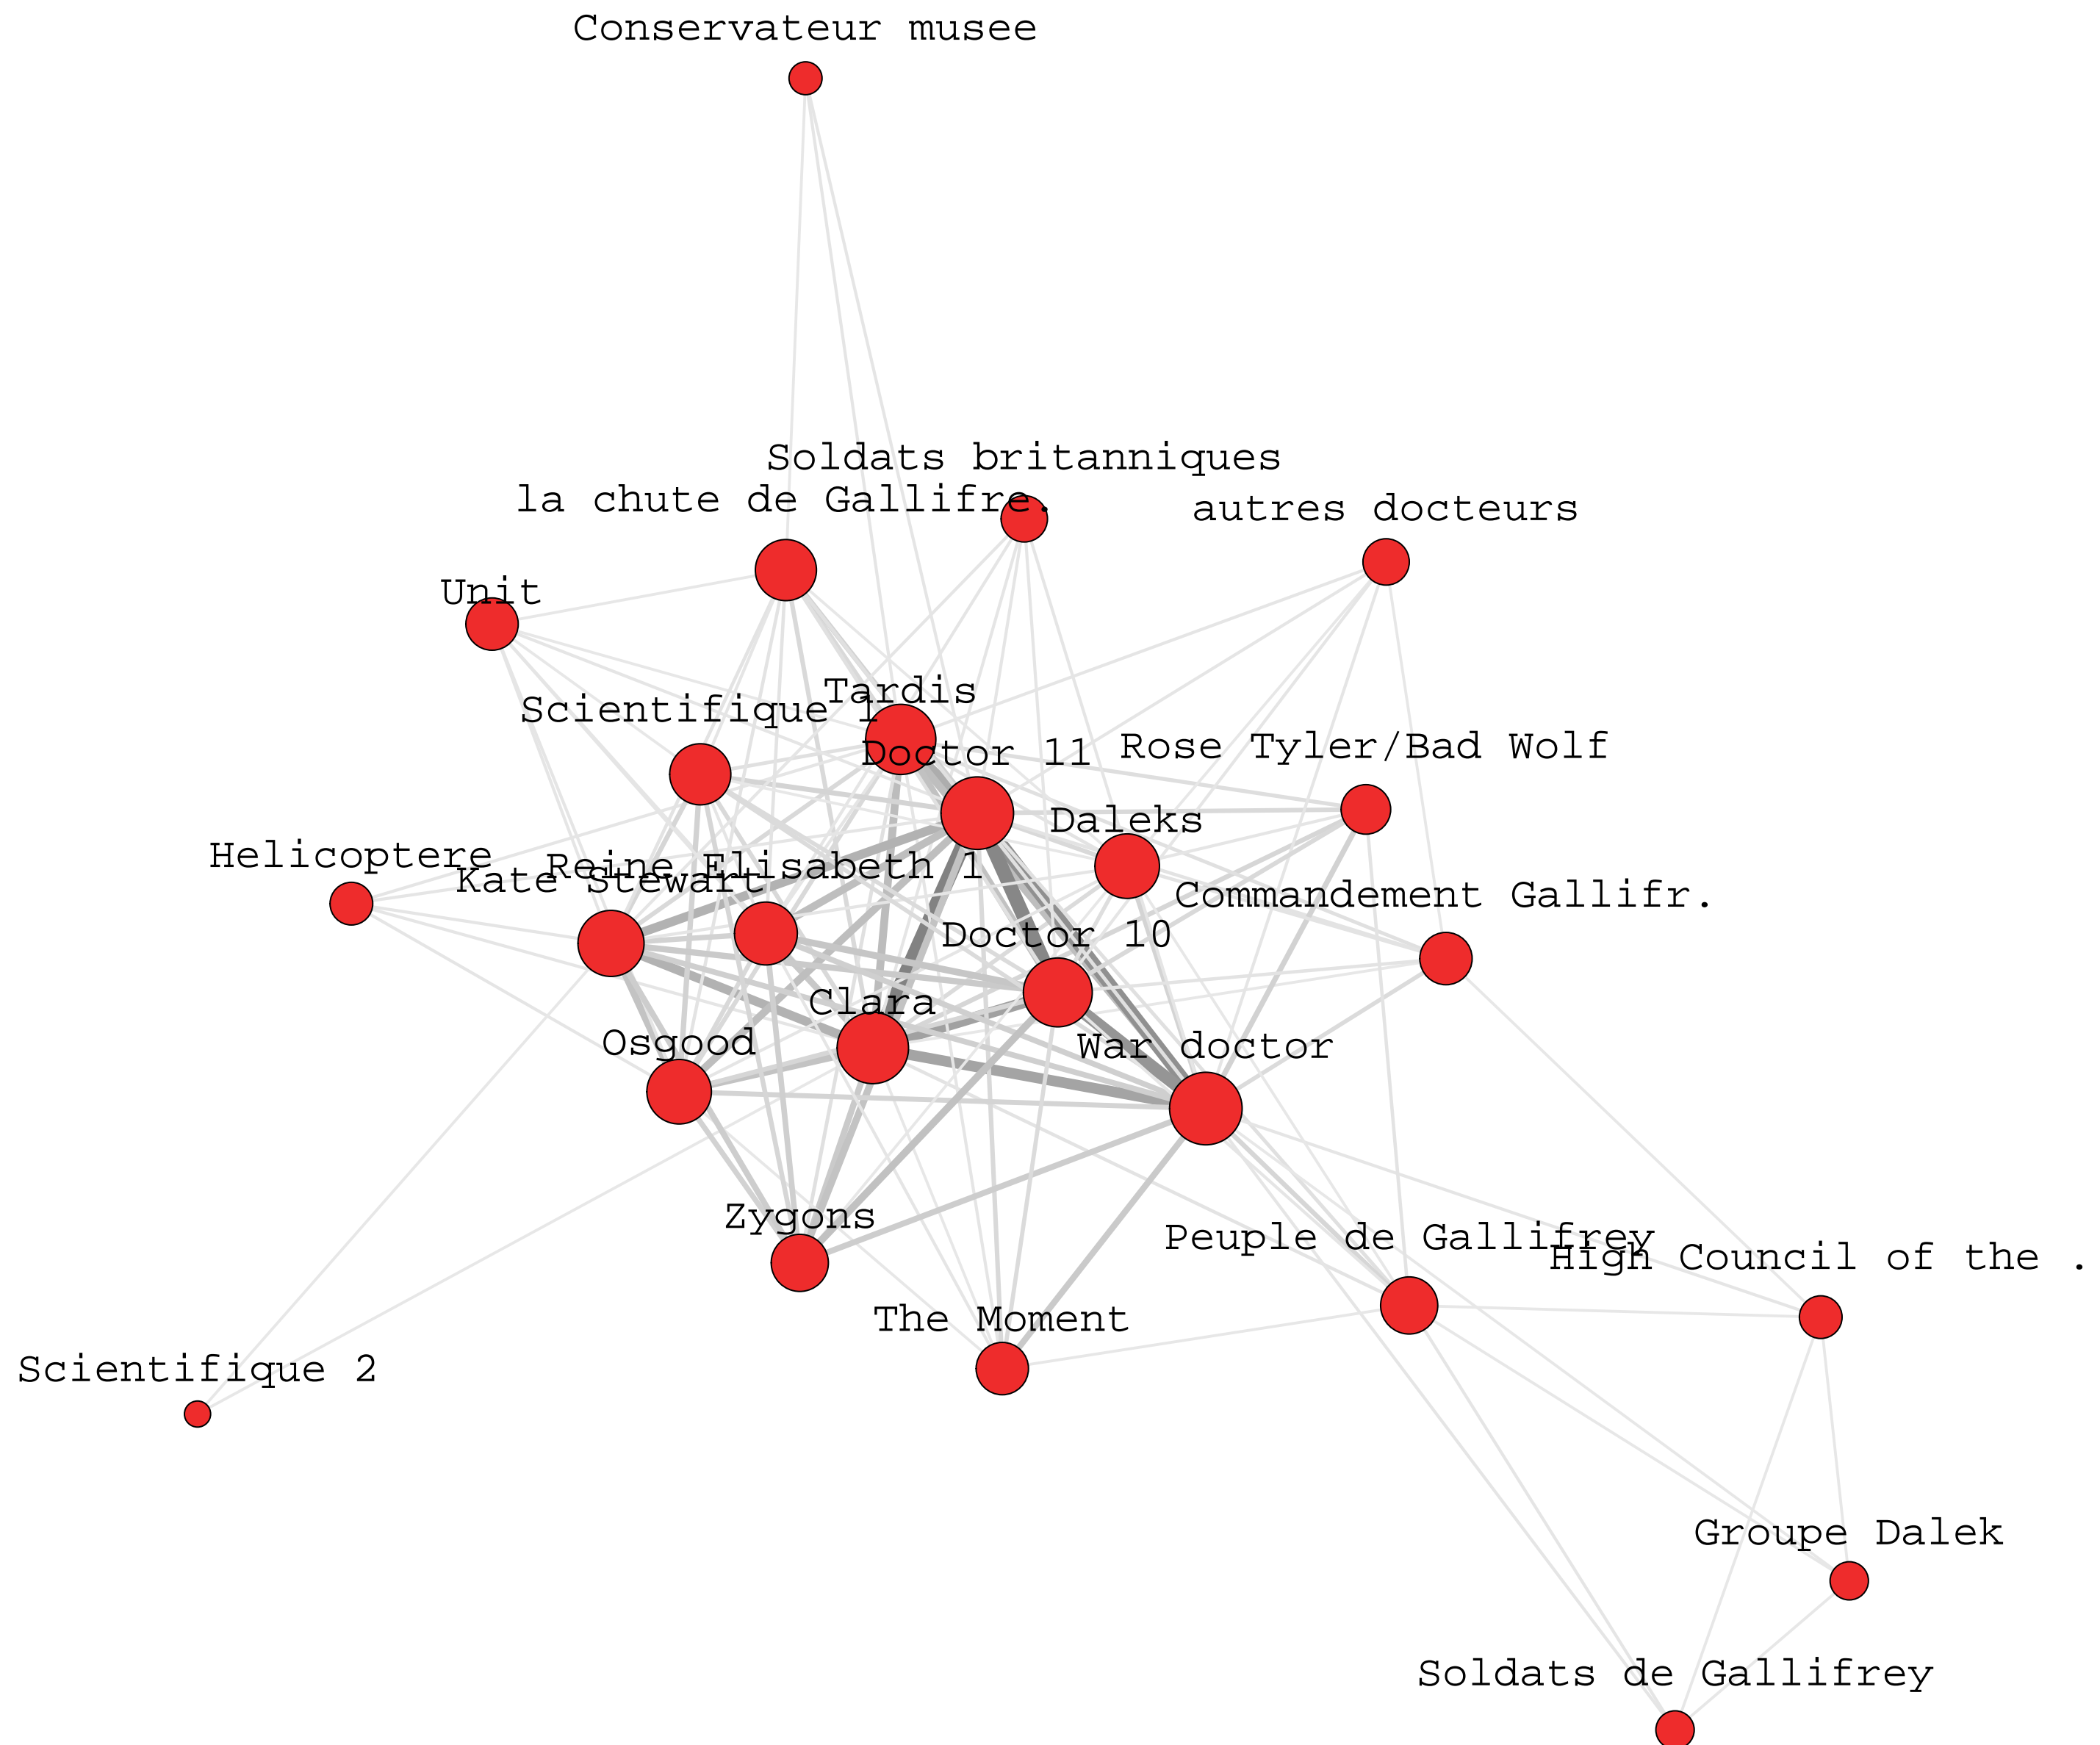 Conservateur musee
Soldats britanniques
la chute de Gallifre.
autres docteurs
Unit
Tardis
Scientifique 1
Doctor 11
Rose Tyler/Bad Wolf
Daleks
Helicoptere
Reine Elisabeth 1
Kate Stewart
Commandement Gallifr.
Doctor 10
Clara
Osgood
War doctor
Zygons
Peuple de Gallifrey
High Council of the .
The Moment
Scientifique 2
Groupe Dalek
Soldats de Gallifrey